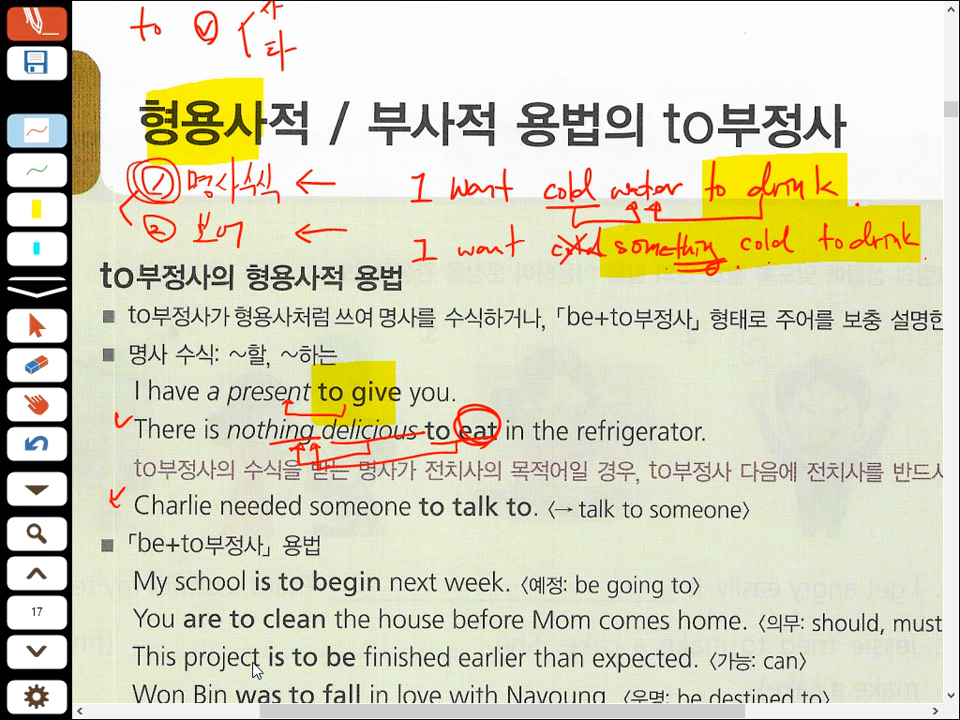 to ⓥ 자
타
형용사적 / 부사적 용법의 to부정사
① 명사수식 ← I want cold water to drink.
② 보어 ← I want cold something cold to drink
to부정사의 형용사적 용법
■ to부정사가 형용사처럼 쓰여 명사를 수식하거나, 「be+to부정사」 형태로 주어를 보충 설명한
■ 명사 수식: ~할, ~하는
I have a present to give you.
There is nothing delicious to eat in the refrigerator.
to부정사의 수식을 받는 명사가 전치사의 목적어일 경우, to부정사 다음에 전치사를 반드시
Charlie needed someone to talk to. 〈→ talk to someone〉
■ 「be+to부정사」 용법
My school is to begin next week. 〈예정: be going to〉
You are to clean the house before Mom comes home. 〈의무: should, must
This project is to be finished earlier than expected. 〈가능: can〉
Won Bin was to fall in love with Nayoung. 〈운명: be destined to〉
17